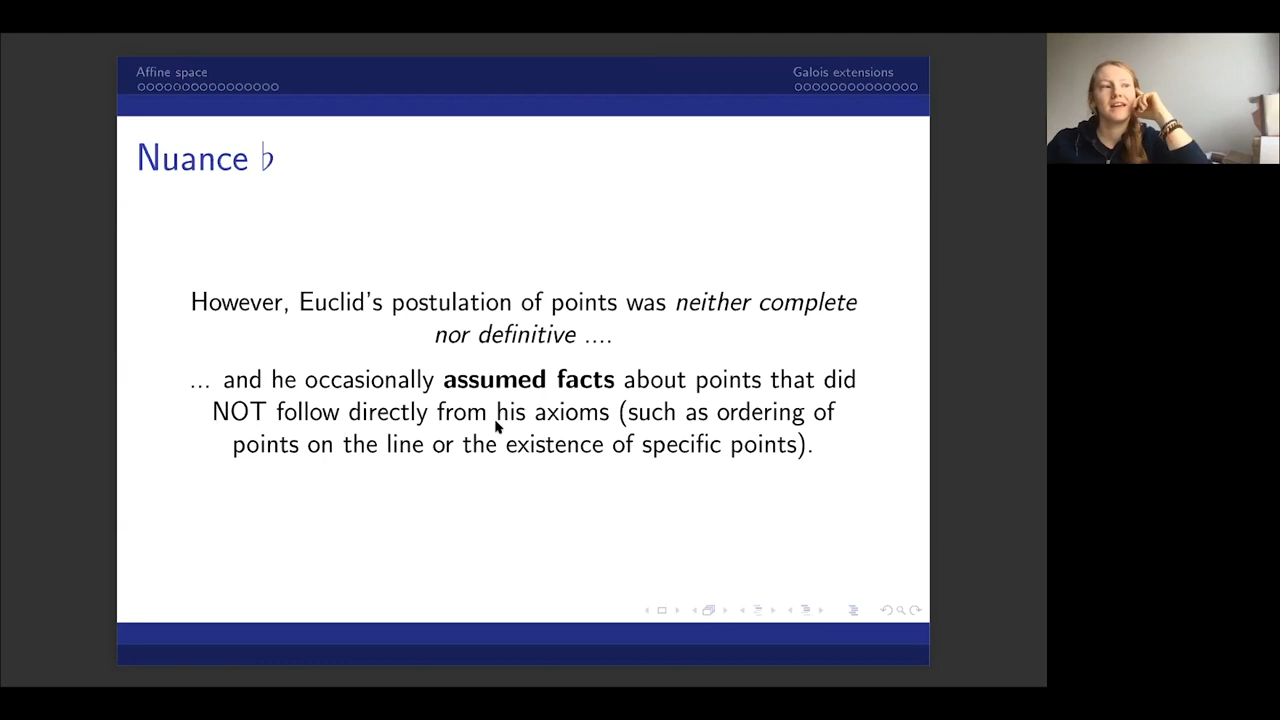 Affine space
Galois extensions
Nuance ♭
However, Euclid's postulation of points was neither complete
nor definitive ....
... and he occasionally assumed facts about points that did
NOT follow directly from his axioms (such as ordering of
points on the line or the existence of specific points).